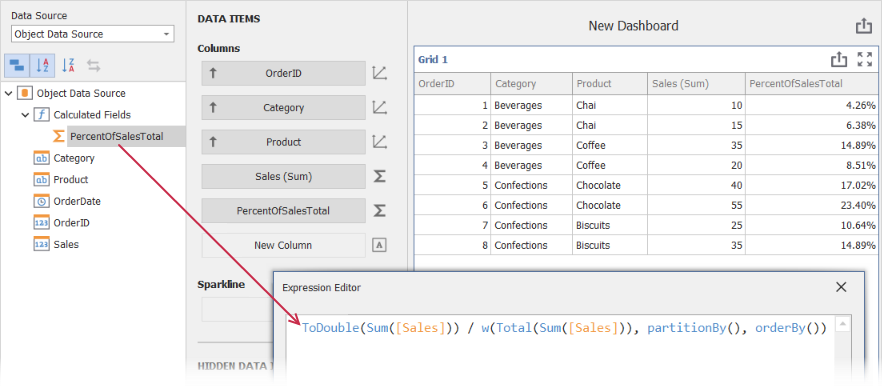 Data Source
Object Data Source
Object Data Source
Calculated Fields
PercentOfSalesTotal
Category
Product
OrderDate
OrderID
Sales
DATA ITEMS
Columns
OrderID
Category
Product
Sales (Sum)
PercentOfSalesTotal
New Column
Sparkline
HIDDEN DATA I
New Dashboard
Grid 1
OrderID Category Product Sales (Sum) PercentOfSalesTotal
1 Beverages Chai 10 4.26%
2 Beverages Chai 15 6.38%
3 Beverages Coffee 35 14.89%
4 Beverages Coffee 20 8.51%
5 Confections Chocolate 40 17.02%
6 Confections Chocolate 55 23.40%
7 Confections Biscuits 25 10.64%
8 Confections Biscuits 35 14.89%
Expression Editor
ToDouble(Sum([Sales])) / w(Total(Sum([Sales])), partitionBy(), orderBy())